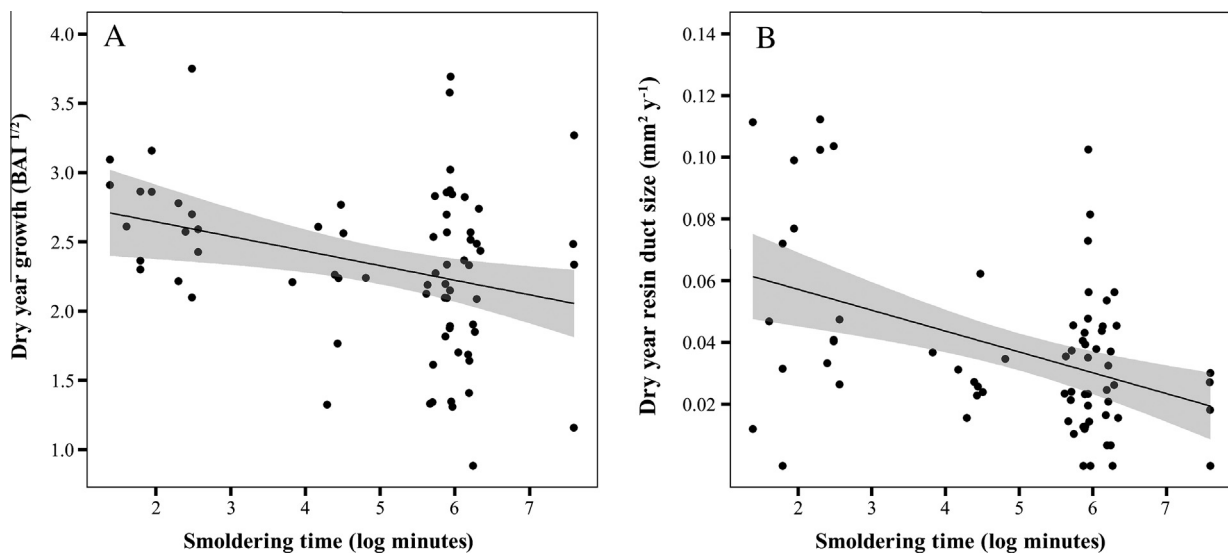 A
Dry year growth (BAI 1/2)
4.0
3.5
3.0
2.5
2.0
1.5
1.0
2 3 4 5 6 7
Smoldering time (log minutes)
B
Dry year resin duct size (mm² y⁻¹)
0.14
0.12
0.10
0.08
0.06
0.04
0.02
2 3 4 5 6 7
Smoldering time (log minutes)